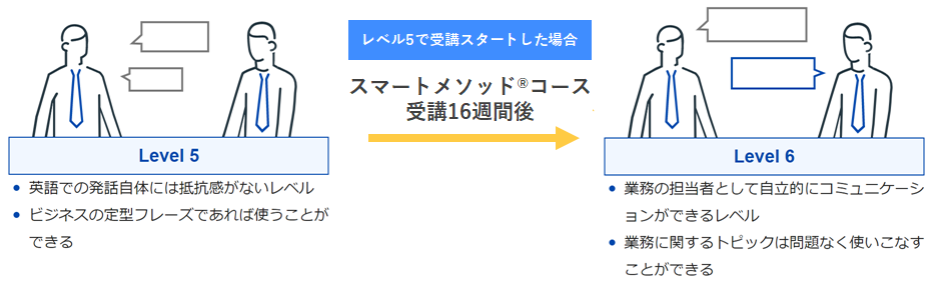 レベル5で受講スタートした場合
スマートメソッド®コース
受講16週間後
Level 5
英語での発話自体には抵抗感がないレベル
ビジネスの定型フレーズであれば使うことが
できる
Level 6
業務の担当者として自立的にコミュニケーシ
ョンができるレベル
業務に関するトピックは問題なく使いこなす
ことができる